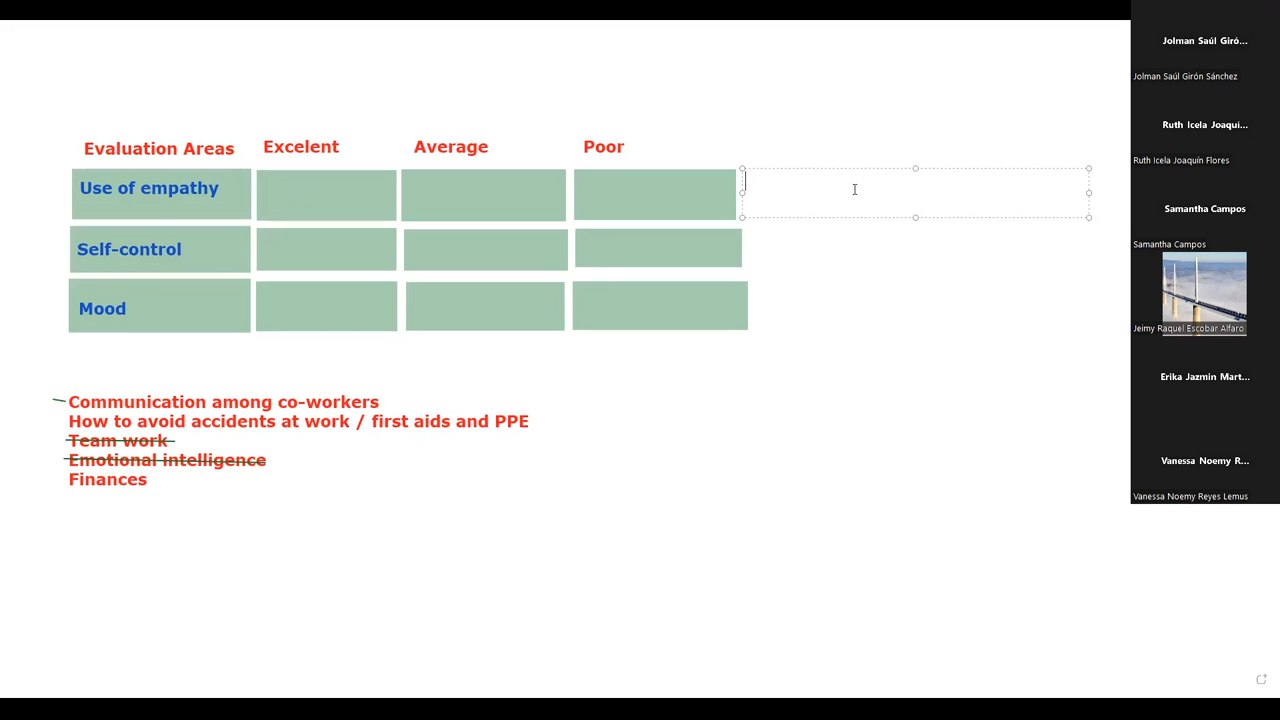 Evaluation Areas Excelent Average Poor
Use of empathy
Self-control
Mood
Communication among co-workers
How to avoid accidents at work / first aids and PPE
Team work
Emotional intelligence
Finances
Jolman Saúl Giró...
Jolman Saúl Girón Sánchez
Ruth Icela Joaqui...
Ruth Icela Joaquín Flores
Samantha Campos
Samantha Campos
Jeimy Raquel Escobar Alfaro
Erika Jazmin Mart...
Vanessa Noemy R...
Vanessa Noemy Reyes Lemus